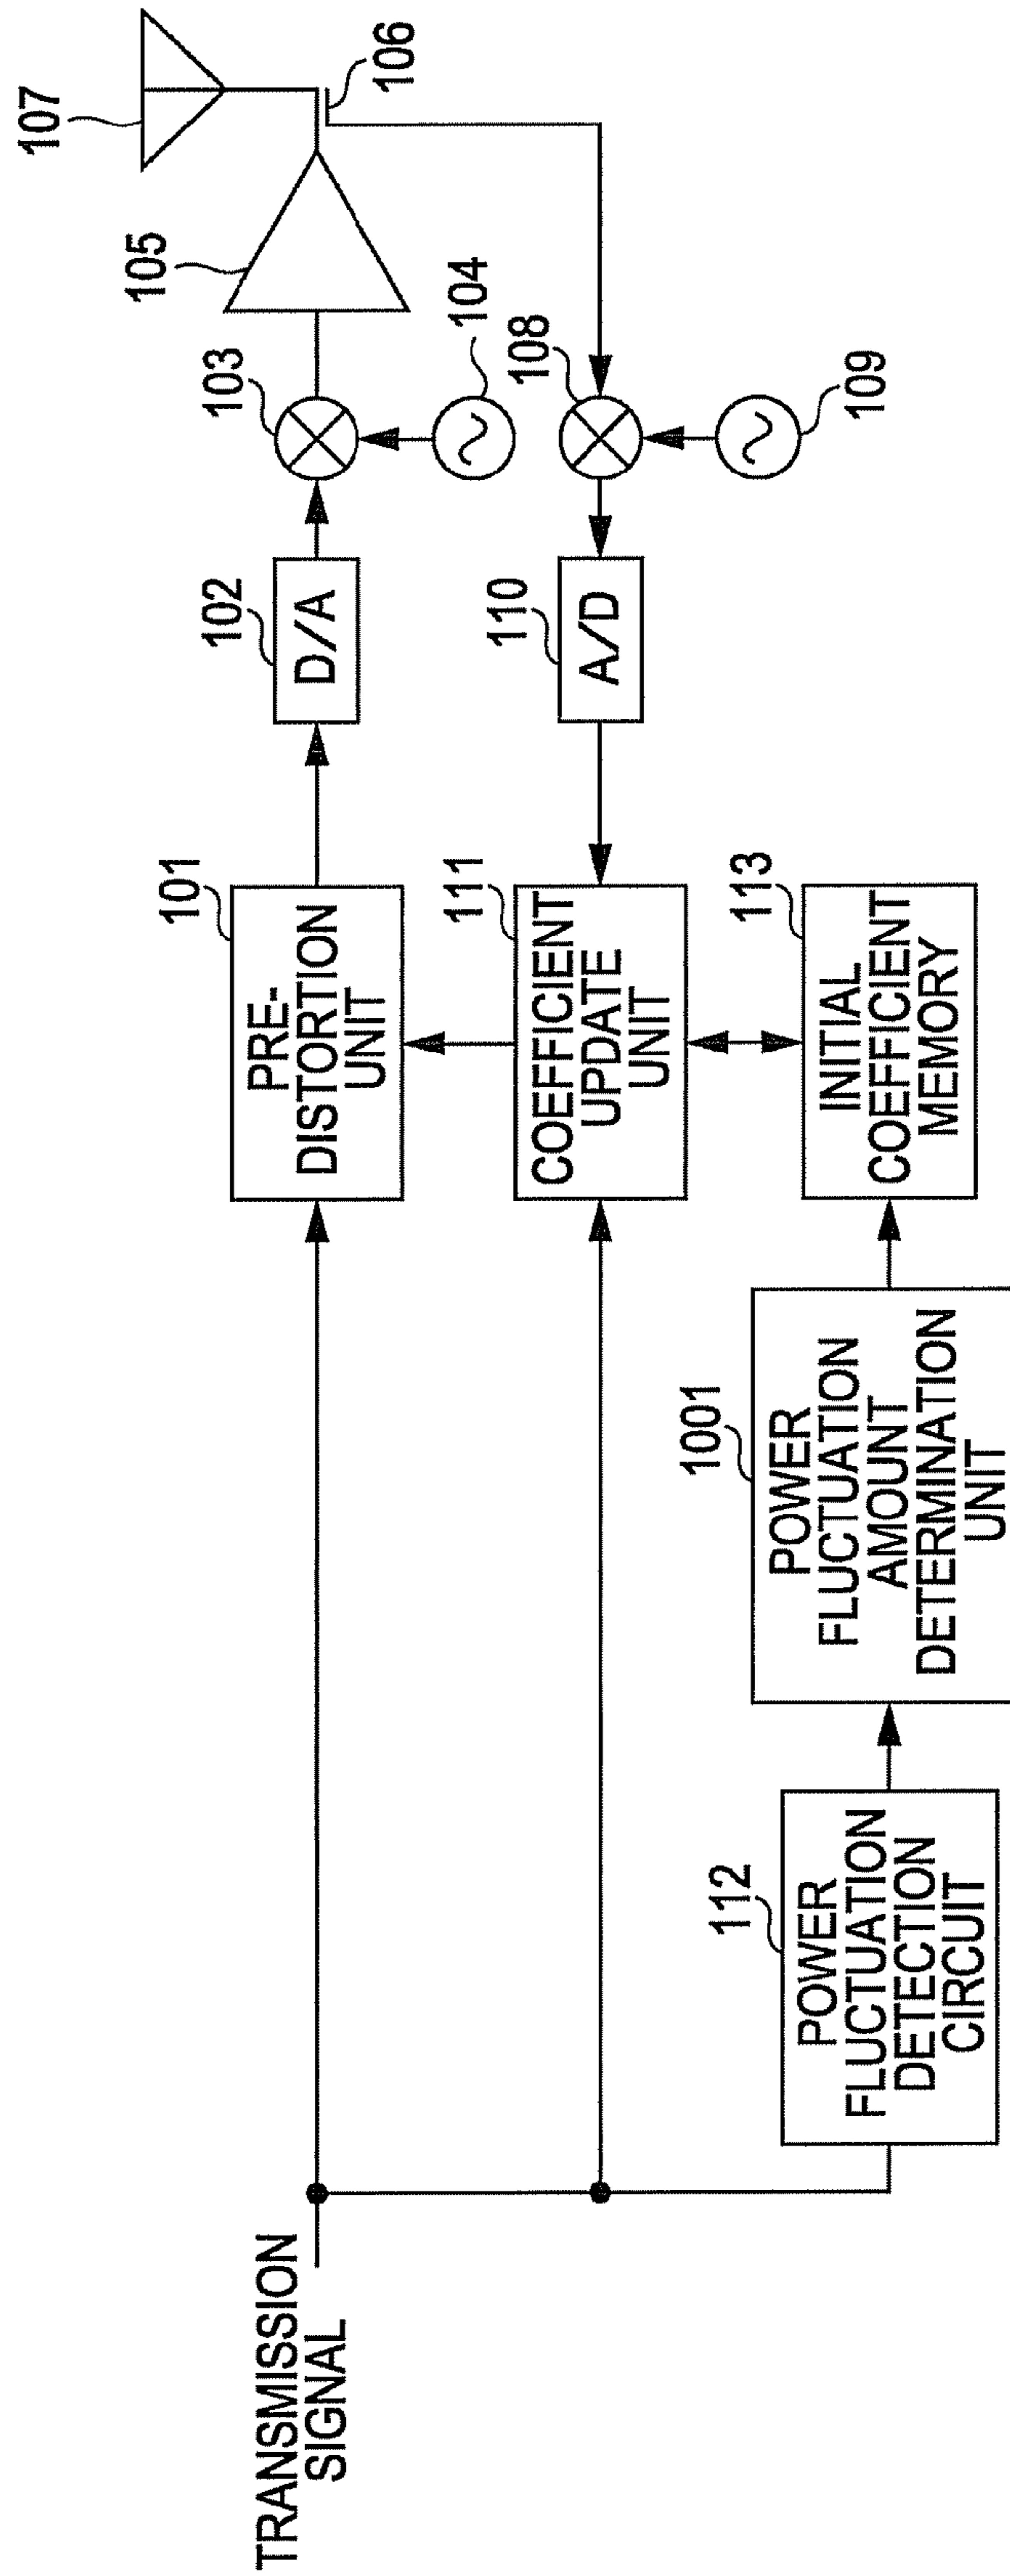 TRANSMISSION
SIGNAL
101
PRE-
DISTORTION
UNIT
102
D/A
103
104
105
106
107
108
109
110
A/D
111
COEFFICIENT
UPDATE
UNIT
112
POWER
FLUCTUATION
DETECTION
CIRCUIT
1001
POWER
FLUCTUATION
AMOUNT
DETERMINATION
UNIT
113
INITIAL
COEFFICIENT
MEMORY